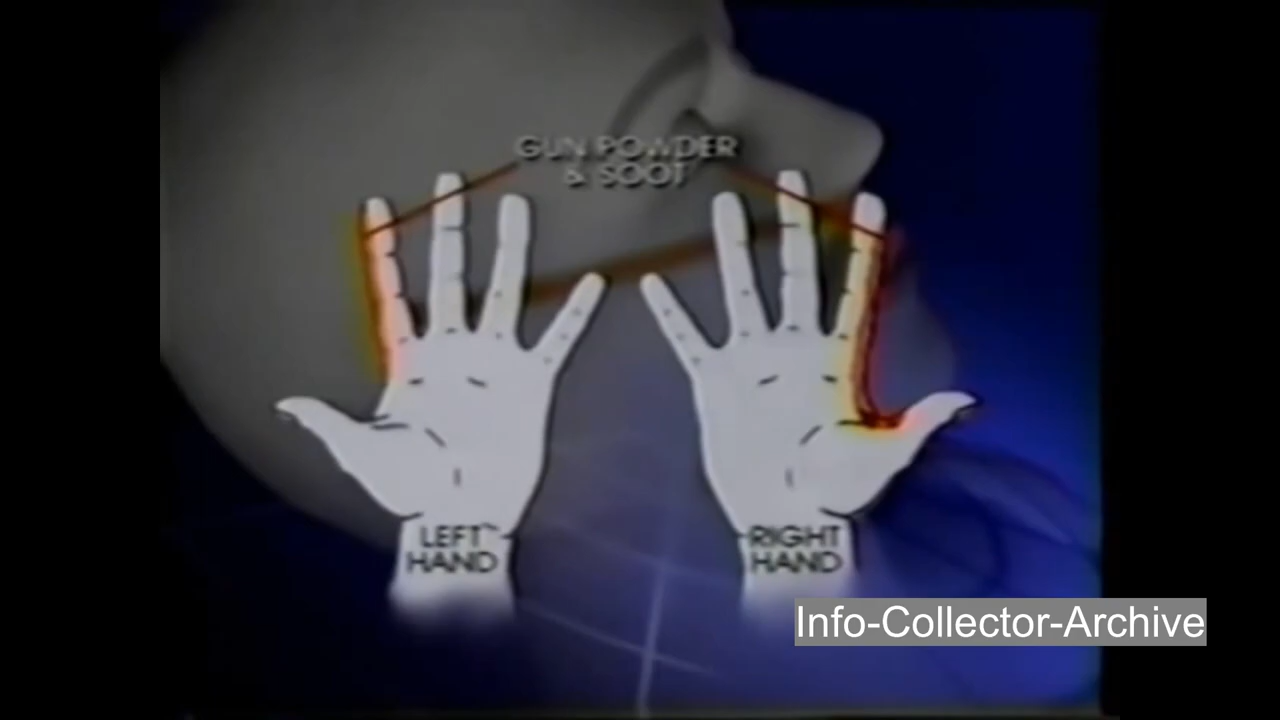 GUN POWDER
& SOOT
LEFT
HAND
RIGHT
HAND
Info-Collector-Archive